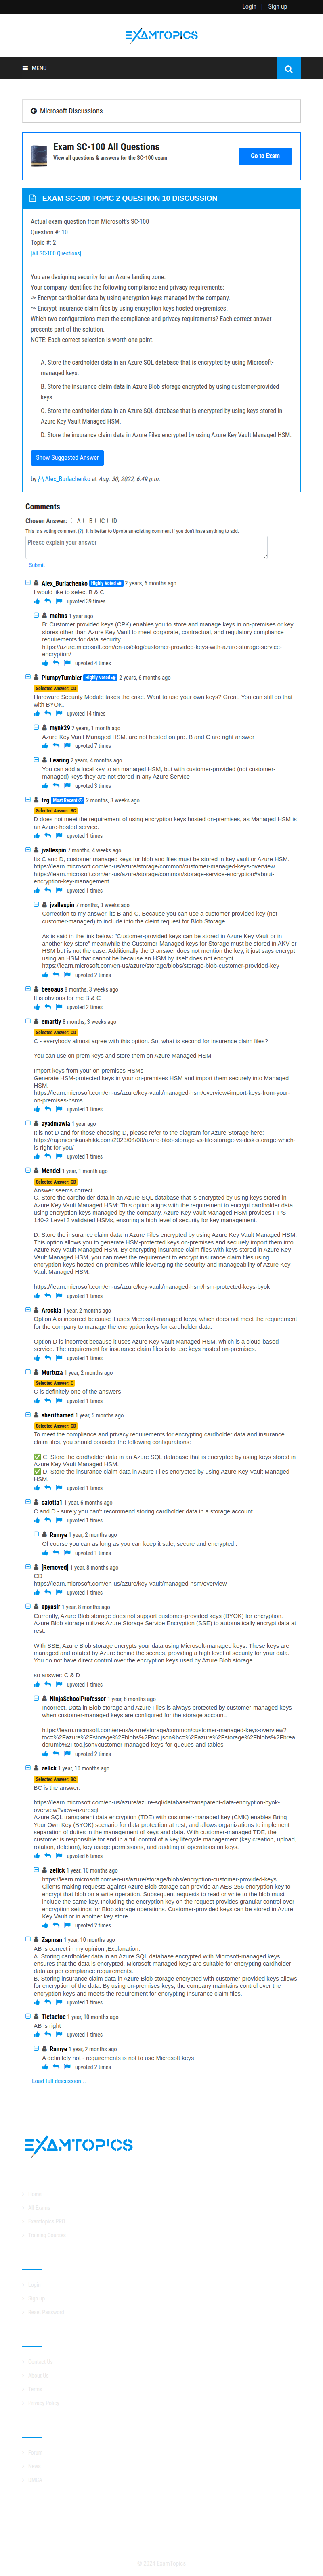 Login | Sign up
EXAMTOPICS
MENU
Microsoft Discussions
Exam SC-100 All Questions
View all questions & answers for the SC-100 exam
Go to Exam
EXAM SC-100 TOPIC 2 QUESTION 10 DISCUSSION
Actual exam question from Microsoft's SC-100
Question #: 10
Topic #: 2
[All SC-100 Questions]
You are designing security for an Azure landing zone.
Your company identifies the following compliance and privacy requirements:
✑ Encrypt cardholder data by using encryption keys managed by the company.
✑ Encrypt insurance claim files by using encryption keys hosted on-premises.
Which two configurations meet the compliance and privacy requirements? Each correct answer
presents part of the solution.
NOTE: Each correct selection is worth one point.
A. Store the cardholder data in an Azure SQL database that is encrypted by using Microsoft-
managed keys.
B. Store the insurance claim data in Azure Blob storage encrypted by using customer-provided
keys.
C. Store the cardholder data in an Azure SQL database that is encrypted by using keys stored in
Azure Key Vault Managed HSM.
D. Store the insurance claim data in Azure Files encrypted by using Azure Key Vault Managed HSM.
Show Suggested Answer
by Alex_Burlachenko at Aug. 30, 2022, 6:49 p.m.
Comments
Chosen Answer: A B C D
This is a voting comment (?). It is better to Upvote an existing comment if you don't have anything to add.
Please explain your answer
Submit
Alex_Burlachenko Highly Voted 2 years, 6 months ago
I would like to select B & C
upvoted 39 times
maltns 1 year ago
B: Customer provided keys (CPK) enables you to store and manage keys in on-premises or key
stores other than Azure Key Vault to meet corporate, contractual, and regulatory compliance
requirements for data security.
https://azure.microsoft.com/en-us/blog/customer-provided-keys-with-azure-storage-service-
encryption/
upvoted 4 times
PlumpyTumbler Highly Voted 2 years, 6 months ago
Selected Answer: CD
Hardware Security Module takes the cake. Want to use your own keys? Great. You can still do that
with BYOK.
upvoted 14 times
mynk29 2 years, 1 month ago
Azure Key Vault Managed HSM. are not hosted on pre. B and C are right answer
upvoted 7 times
Learing 2 years, 4 months ago
You can add a local key to an managed HSM, but with customer-provided (not customer-
managed) keys they are not stored in any Azure Service
upvoted 3 times
tzg Most Recent 2 months, 3 weeks ago
Selected Answer: BC
D does not meet the requirement of using encryption keys hosted on-premises, as Managed HSM is
an Azure-hosted service.
upvoted 1 times
jvallespin 7 months, 4 weeks ago
Its C and D, customer managed keys for blob and files must be stored in key vault or Azure HSM.
https://learn.microsoft.com/en-us/azure/storage/common/customer-managed-keys-overview
https://learn.microsoft.com/en-us/azure/storage/common/storage-service-encryption#about-
encryption-key-management
upvoted 1 times
jvallespin 7 months, 3 weeks ago
Correction to my answer, its B and C. Because you can use a customer-provided key (not
customer-managed) to include into the client request for Blob Storage.
As is said in the link below: "Customer-provided keys can be stored in Azure Key Vault or in
another key store" meanwhile the Customer-Managed keys for Storage must be stored in AKV or
HSM but is not the case. Additionally the D answer does not mention the key, it just says enrypt
using HSM but cannot be because an HSM by itself does not encrypt.
https://learn.microsoft.com/en-us/azure/storage/blobs/storage-blob-customer-provided-key
upvoted 2 times
besoaus 8 months, 3 weeks ago
It is obvious for me B & C
upvoted 2 times
emartiy 8 months, 3 weeks ago
Selected Answer: CD
C - everybody almost agree with this option. So, what is second for insurence claim files?
You can use on prem keys and store them on Azure Managed HSM
Import keys from your on-premises HSMs
Generate HSM-protected keys in your on-premises HSM and import them securely into Managed
HSM.
https://learn.microsoft.com/en-us/azure/key-vault/managed-hsm/overview#import-keys-from-your-
on-premises-hsms
upvoted 1 times
ayadmawla 1 year ago
It is not D and for those choosing D, please refer to the diagram for Azure Storage here:
https://rajaneshkaushikk.com/2023/04/06/azure-blob-storage-vs-file-storage-vs-disk-storage-which-
is-right-for-you/
upvoted 1 times
Mendel 1 year, 1 month ago
Selected Answer: CD
Answer seems correct:
C. Store the cardholder data in an Azure SQL database that is encrypted by using keys stored in
Azure Key Vault Managed HSM: This option aligns with the requirement to encrypt cardholder data
using encryption keys managed by the company. Azure Key Vault Managed HSM provides FIPS
140-2 Level 3 validated HSMs, ensuring a high level of security for key management.
D. Store the insurance claim data in Azure Files encrypted by using Azure Key Vault Managed HSM:
This option allows you to generate HSM-protected keys on-premises and securely import them into
Azure Key Vault Managed HSM. By encrypting insurance claim files with keys stored in Azure
Managed HSM, you can meet the requirement to encrypt insurance claim files using
encryption keys hosted on-premises while leveraging the security and manageability of Azure Key
Vault Managed HSM.
https://learn.microsoft.com/en-us/azure/key-vault/managed-hsm/hsm-protected-keys-byok
upvoted 1 times
Arockia 1 year, 2 months ago
Option A is incorrect because it uses Microsoft-managed keys, which does not meet the requirement
for the company to manage the encryption keys for cardholder data.
Option D is incorrect because it uses Azure Key Vault Managed HSM, which is a cloud-based
service. The requirement for insurance claim files is to use keys hosted on-premises.
upvoted 1 times
Murtuza 1 year, 2 months ago
Selected Answer: C
C is definitely one of the answers
upvoted 1 times
sherifhamed 1 year, 5 months ago
Selected Answer: CD
To meet the compliance and privacy requirements for encrypting cardholder data and insurance
claim files, you should consider the following configurations:
✅ C. Store the cardholder data in an Azure SQL database that is encrypted by using keys stored in
Azure Key Vault Managed HSM.
✅ D. Store the insurance claim data in Azure Files encrypted by using Azure Key Vault Managed
HSM.
upvoted 1 times
calotta1 1 year, 6 months ago
C and D - surely you can't recommend storing cardholder data in a storage account.
upvoted 1 times
Ramye 1 year, 2 months ago
Of course you can as long as you can keep it safe, secure and encrypted .
upvoted 1 times
[Removed] 1 year, 8 months ago
CD
https://learn.microsoft.com/en-us/azure/key-vault/managed-hsm/overview
upvoted 1 times
apyasir 1 year, 8 months ago
Currently, Azure Blob storage does not support customer-provided keys (BYOK) for encryption.
Azure Blob storage utilizes Azure Storage Service Encryption (SSE) to automatically encrypt data at
rest.
With SSE, Azure Blob storage encrypts your data using Microsoft-managed keys. These keys are
managed and rotated by Azure behind the scenes, providing a high level of security for your data.
You do not have direct control over the encryption keys used by Azure Blob storage.
so aswer: C & D
upvoted 1 times
NinjaSchoolProfessor 1 year, 8 months ago
Incorrect, Data in Blob storage and Azure Files is always protected by customer-managed keys
when customer-managed keys are configured for the storage account.
https://learn.microsoft.com/en-us/azure/storage/common/customer-managed-keys-overview?
toc=%2Fazure%2Fstorage%2Fblobs%2Ftoc.json&bc=%2Fazure%2Fstorage%2Fblobs%2Fbrea
dcrumb%2Ftoc.json#customer-managed-keys-for-queues-and-tables
upvoted 2 times
zellck 1 year, 10 months ago
Selected Answer: BC
BC is the answer.
https://learn.microsoft.com/en-us/azure/azure-sql/database/transparent-data-encryption-byok-
overview?view=azuresql
Azure SQL transparent data encryption (TDE) with customer-managed key (CMK) enables Bring
Your Own Key (BYOK) scenario for data protection at rest, and allows organizations to implement
separation of duties in the management of keys and data. With customer-managed TDE, the
customer is responsible for and in a full control of a key lifecycle management (key creation, upload,
rotation, deletion), key usage permissions, and auditing of operations on keys.
upvoted 6 times
zellck 1 year, 10 months ago
https://learn.microsoft.com/en-us/azure/storage/blobs/encryption-customer-provided-keys
Clients making requests against Azure Blob storage can provide an AES-256 encryption key to
encrypt that blob on a write operation. Subsequent requests to read or write to the blob must
include the same key. Including the encryption key on the request provides granular control over
encryption settings for Blob storage operations. Customer-provided keys can be stored in Azure
Key Vault or in another key store.
upvoted 2 times
Zapman 1 year, 10 months ago
AB is correct in my opinion ,Explanation:
A. Storing cardholder data in an Azure SQL database encrypted with Microsoft-managed keys
ensures that the data is encrypted. Microsoft-managed keys are suitable for encrypting cardholder
data as per compliance requirements.
B. Storing insurance claim data in Azure Blob storage encrypted with customer-provided keys allows
for encryption of the data. By using on-premises keys, the company maintains control over the
encryption keys and meets the requirement for encrypting insurance claim files.
upvoted 1 times
Tictactoe 1 year, 10 months ago
AB is right
upvoted 1 times
Ramye 1 year, 2 months ago
A definitely not - requirements is not to use Microsoft keys
upvoted 2 times
Load full discussion...
EXAMTOPICS